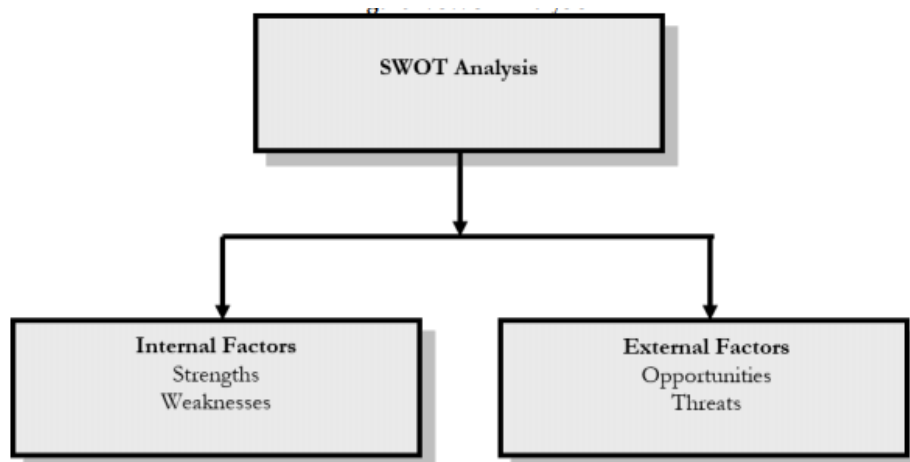 SWOT Analysis
Internal Factors
Strengths
Weaknesses
External Factors
Opportunities
Threats